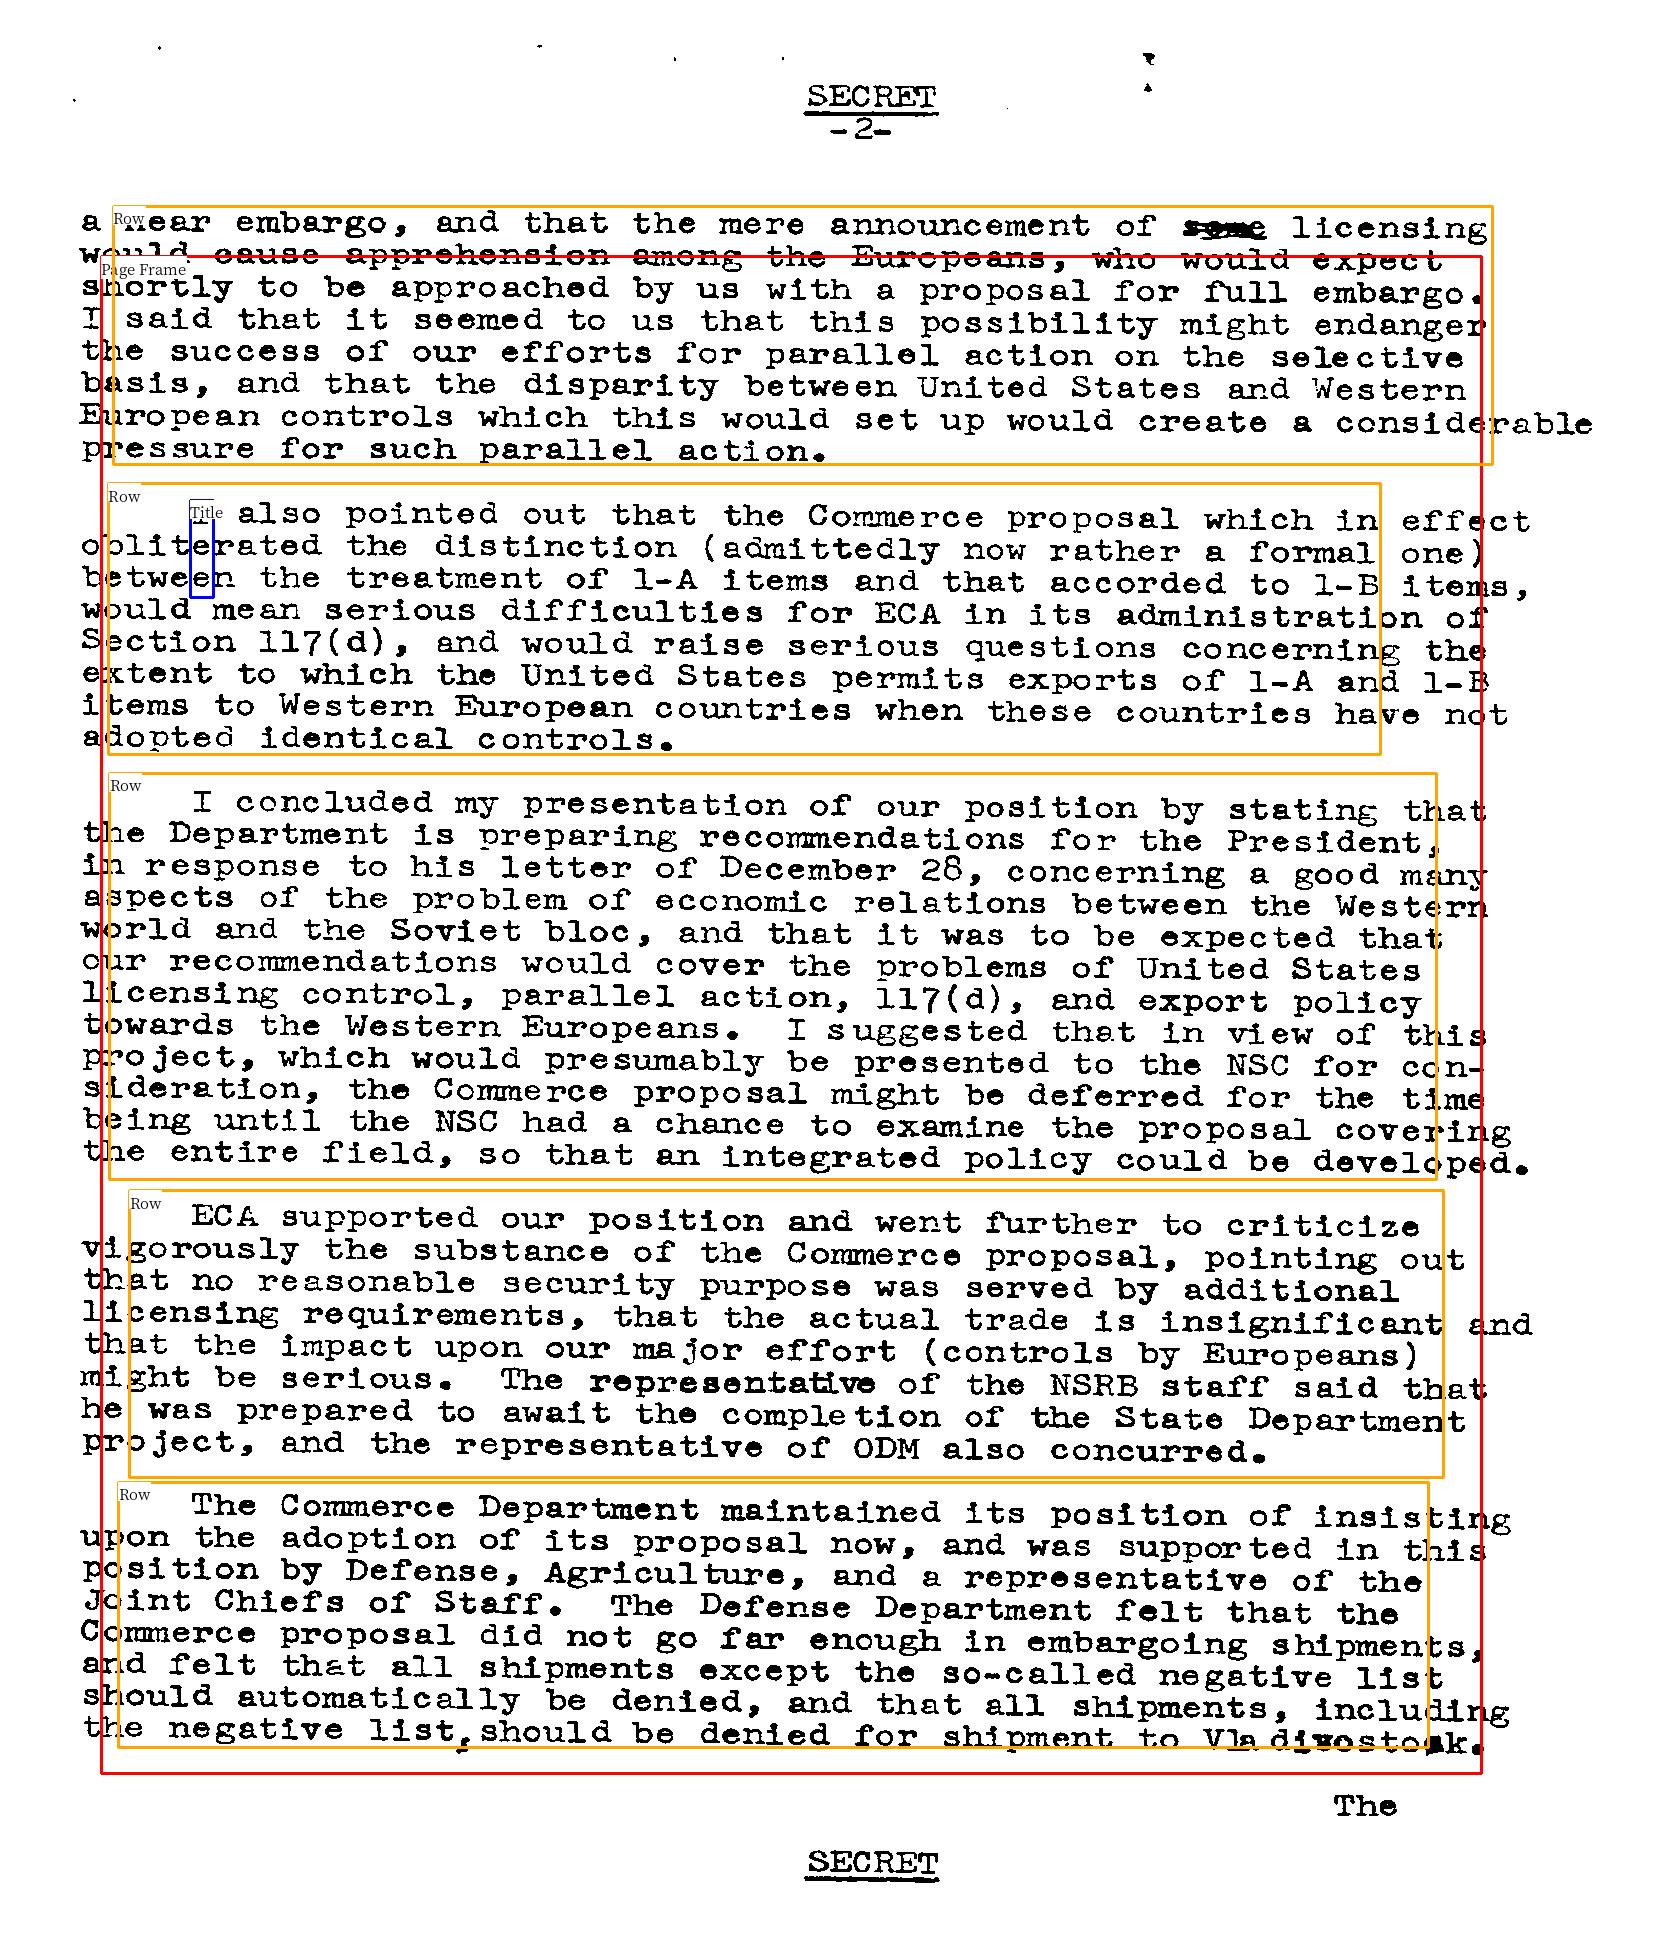 SECRET
-2-
a near embargo, and that the mere announcement of some licensing
would cause apprehension among the Europeans, who would expect
shortly to be approached by us with a proposal for full embargo.
I said that it seemed to us that this possibility might endanger
the success of our efforts for parallel action on the selective
basis, and that the disparity between United States and Western
European controls which this would set up would create a considerable
pressure for such parallel action.
Row
Page Frame
Row
Title
also pointed out that the Commerce proposal which in effect
obliterated the distinction (admittedly now rather a formal one)
between the treatment of 1-A items and that accorded to 1-B items,
would mean serious difficulties for ECA in its administration of
Section 117(d), and would raise serious questions concerning the
extent to which the United States permits exports of 1-A and 1-B
items to Western European countries when these countries have not
adopted identical controls.
Row
I concluded my presentation of our position by stating that
the Department is preparing recommendations for the President,
in response to his letter of December 28, concerning a good many
aspects of the problem of economic relations between the Western
world and the Soviet bloc, and that it was to be expected that
our recommendations would cover the problems of United States
licensing control, parallel action, 117(d), and export policy
towards the Western Europeans. I suggested that in view of this
project, which would presumably be presented to the NSC for con-
sideration, the Commerce proposal might be deferred for the time
being until the NSC had a chance to examine the proposal covering
the entire field, so that an integrated policy could be developed.
Row
ECA supported our position and went further to criticize
vigorously the substance of the Commerce proposal, pointing out
that no reasonable security purpose was served by additional
licensing requirements, that the actual trade is insignificant and
that the impact upon our major effort (controls by Europeans)
might be serious. The representative of the NSRB staff said that
he was prepared to await the completion of the State Department
project, and the representative of ODM also concurred.
Row
The Commerce Department maintained its position of insisting
upon the adoption of its proposal now, and was supported in this
position by Defense, Agriculture, and a representative of the
Joint Chiefs of Staff. The Defense Department felt that the
Commerce proposal did not go far enough in embargoing shipments,
and felt that all shipments except the so-called negative list
should automatically be denied, and that all shipments, including
the negative list, should be denied for shipment to Vladivostok.
The
SECRET